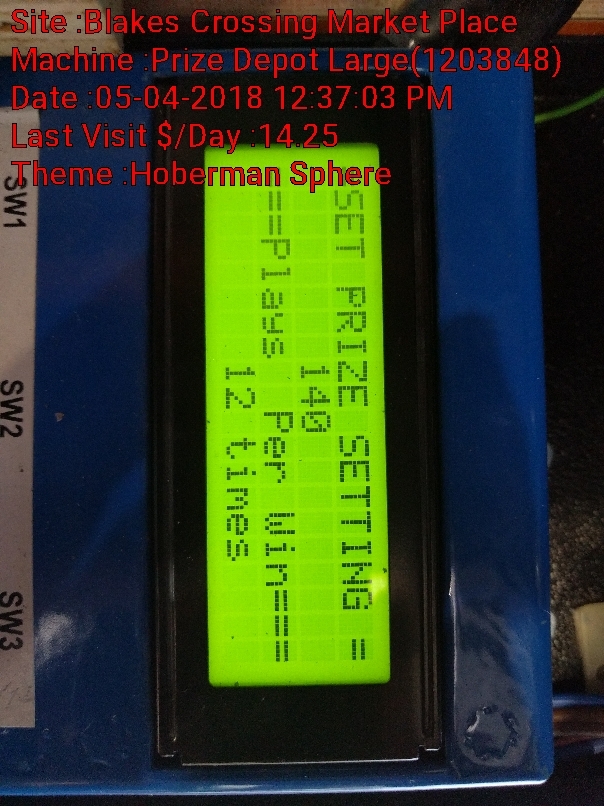 Site :Blakes Crossing Market Place
Machine :Prize Depot Large(1203848)
Date :05-04-2018 12:37:03 PM
Last Visit $/Day :14.25
Theme :Hoberman Sphere
SET PRIZE SETTING =
140
==Plays Per Win===
12 times
SW1
SW2
SW3